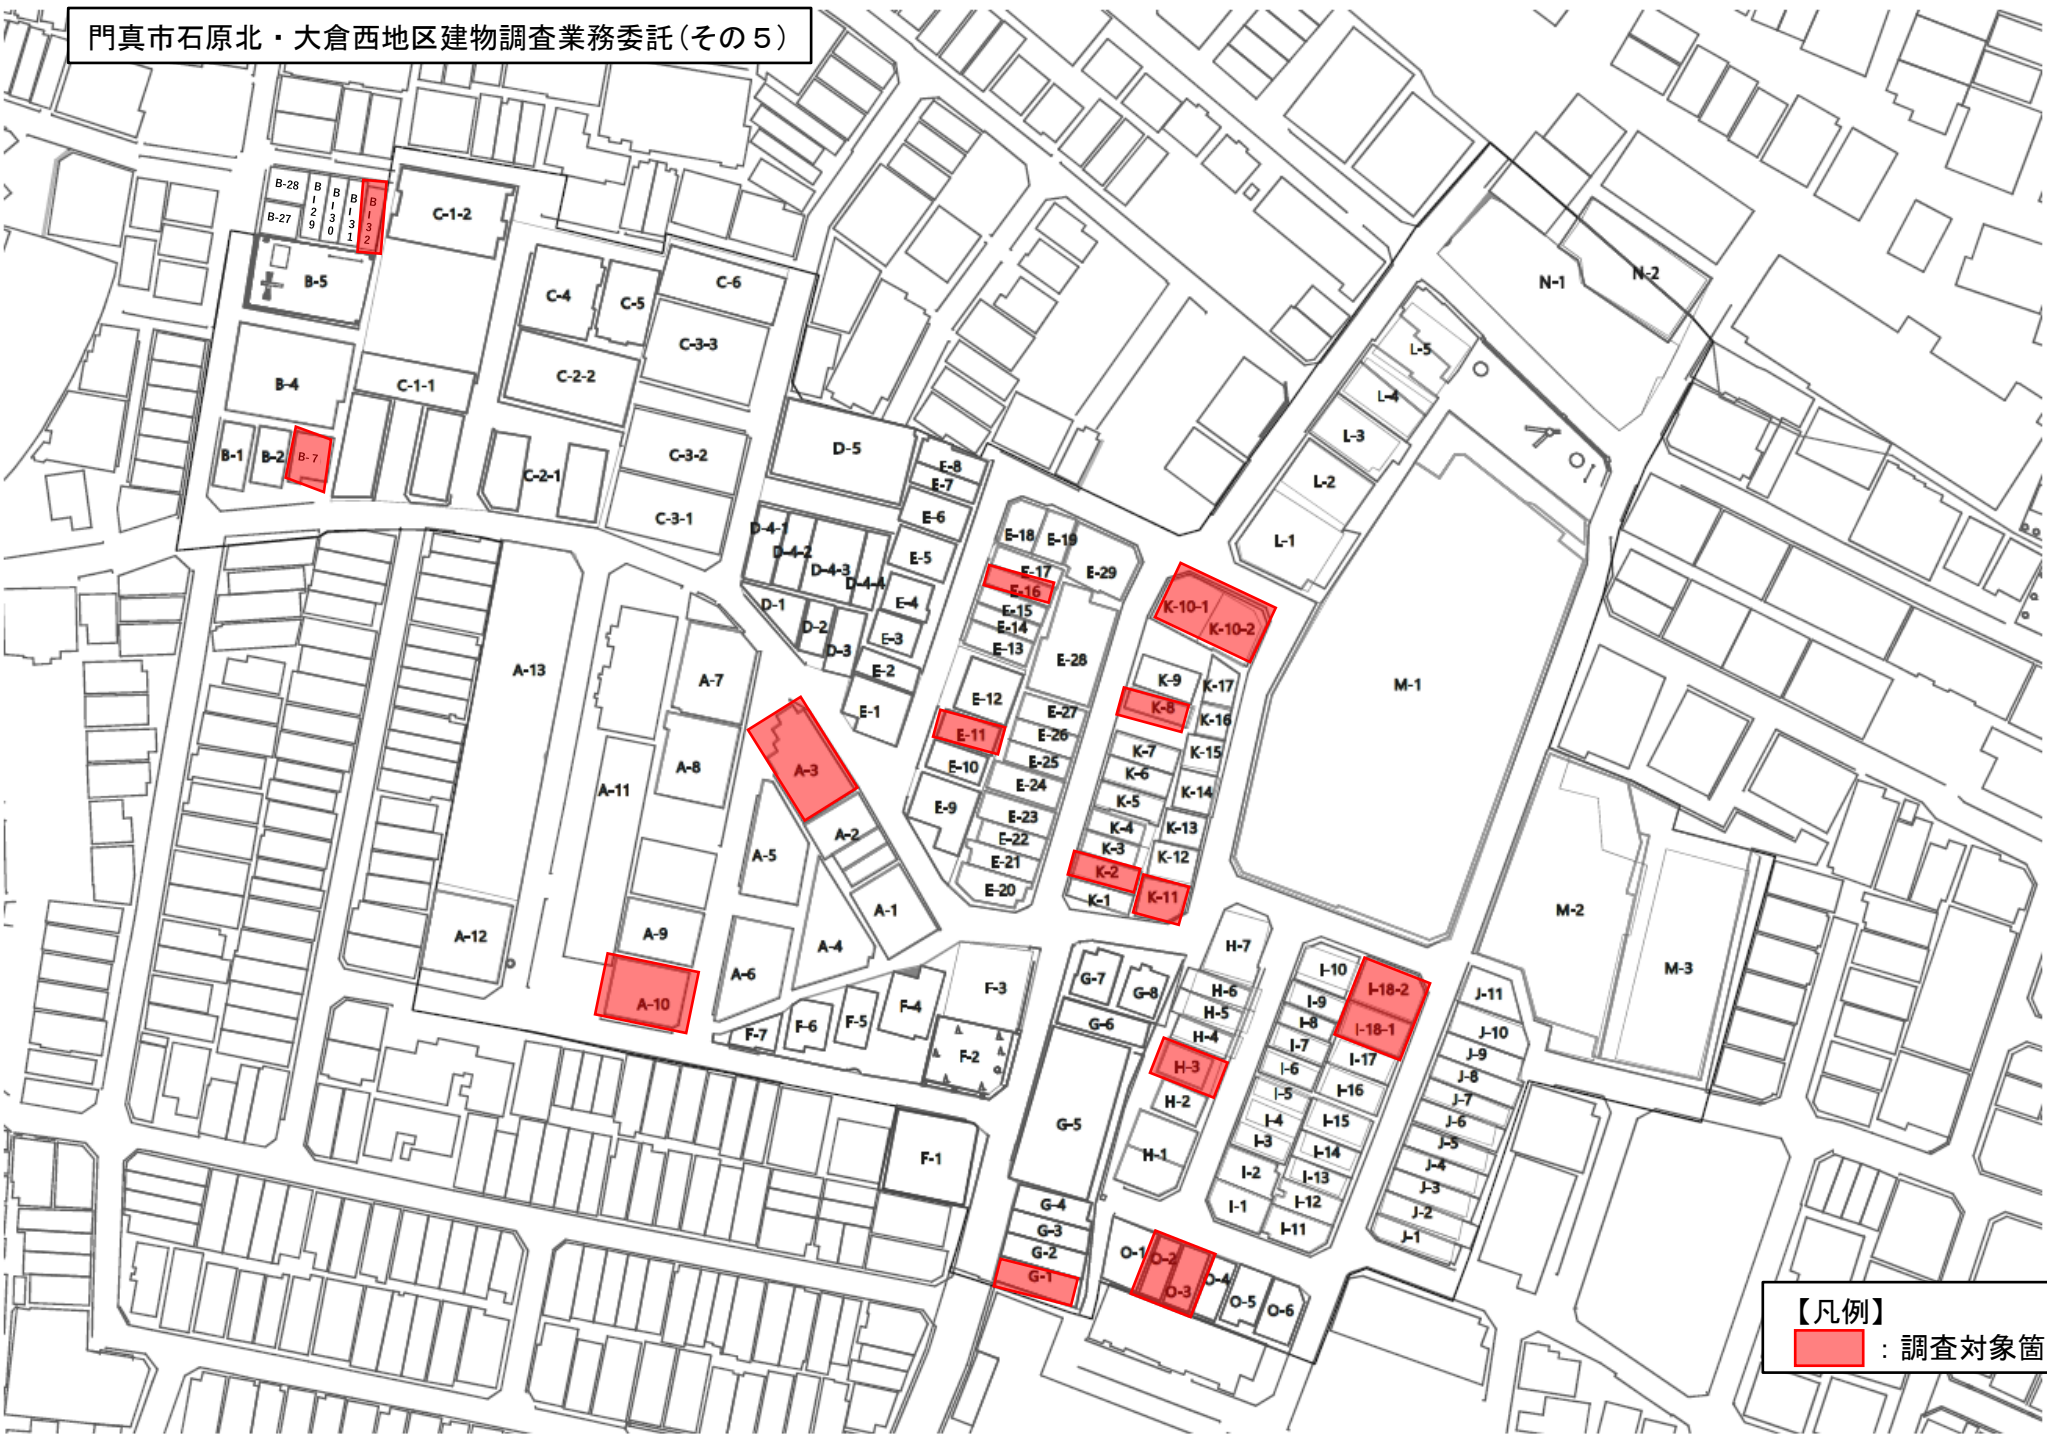 門真市石原北・大倉西地区建物調査業務委託(その５)
B-28
B-27
B-29
B-30
B-31
B-32
C-1-2
B-5
C-4
C-5
C-6
C-3-3
B-4
C-1-1
C-2-2
B-1
B-2
B-7
C-2-1
C-3-2
C-3-1
D-5
E-8
E-7
E-6
E-5
D-4-1
D-4-2
D-4-3
D-4-4
D-1
D-2
D-3
E-4
E-3
E-2
E-1
E-18
E-19
E-29
E-17
E-16
E-15
E-14
E-13
E-28
E-12
E-27
E-11
E-26
E-10
E-25
E-24
E-9
E-23
E-22
E-21
E-20
N-1
N-2
L-5
L-4
L-3
L-2
L-1
K-10-1
K-10-2
K-9
K-17
K-8
K-16
K-7
K-15
K-6
K-14
K-5
K-4
K-13
K-3
K-12
K-2
K-11
K-1
M-1
M-2
M-3
A-13
A-7
A-8
A-11
A-3
A-2
A-5
A-1
A-12
A-9
A-4
A-6
A-10
F-7
F-6
F-5
F-4
F-3
F-2
F-1
G-7
G-8
G-6
G-5
G-4
G-3
G-2
G-1
H-7
H-6
H-5
H-4
H-3
H-2
H-1
I-10
I-18-2
I-9
I-8
I-18-1
I-7
I-17
I-6
I-16
I-5
I-15
I-4
I-3
I-14
I-2
I-13
I-12
I-1
I-11
J-11
J-10
J-9
J-8
J-7
J-6
J-5
J-4
J-3
J-2
J-1
O-1
O-2
O-3
O-4
O-5
O-6
【凡例】
：調査対象箇